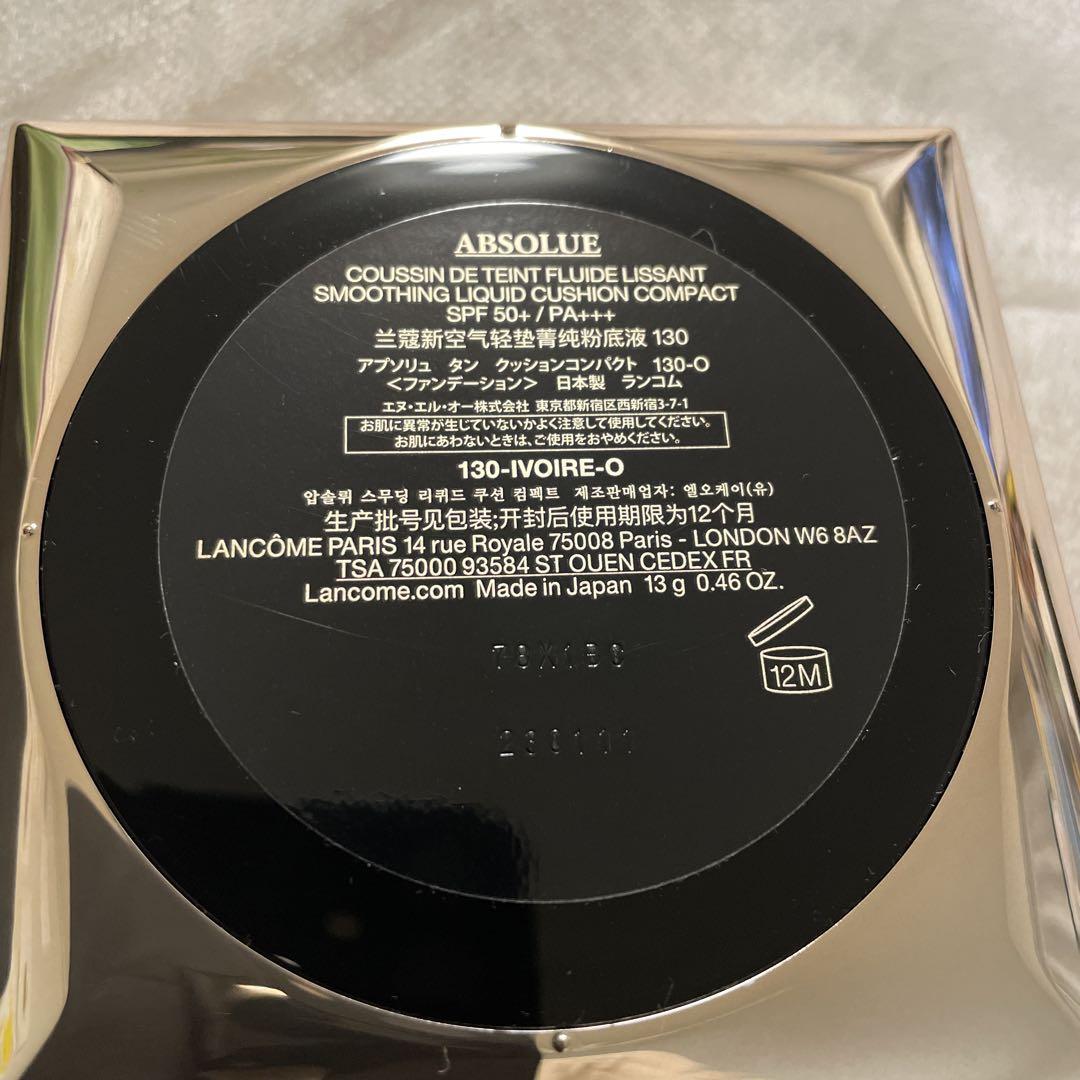 ABSOLUE
COUSSIN DE TEINT FLUIDE LISSANT
SMOOTHING LIQUID CUSHION COMPACT
SPF 50+ / PA+++
兰蔻新空气轻垫菁纯粉底液 130
アプソリュ タン クッションコンパクト 130-O
＜ファンデーション＞ 日本製 ランコム
エヌ・エル・オー株式会社 東京都新宿区西新宿3-7-1
お肌に異常が生じていないかよく注意して使用してください。
お肌にあわないときは、ご使用をおやめください。
130-IVOIRE-O
압솔뤼 스무딩 리퀴드 쿠션 컴팩트 제조판매업자: 엘오케이(유)
生产批号见包装;开封后使用期限为12个月
LANCÔME PARIS 14 rue Royale 75008 Paris - LONDON W6 8AZ
TSA 75000 93584 ST OUEN CEDEX FR
Lancome.com Made in Japan 13 g 0.46 OZ.
12M